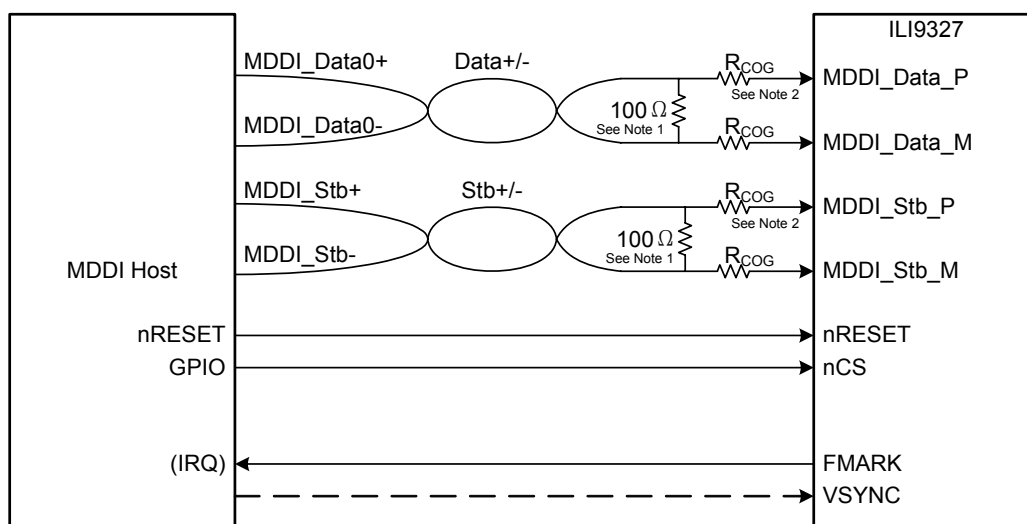 ILI9327
MDDI_Data0+
Data+/-
RCOG
MDDI_Data_P
See Note 2
100 Ω
See Note 1
MDDI_Data0-
RCOG
MDDI_Data_M
MDDI_Stb+
Stb+/-
RCOG
MDDI_Stb_P
See Note 2
100 Ω
See Note 1
MDDI_Stb-
RCOG
MDDI_Stb_M
MDDI Host
nRESET
nRESET
GPIO
nCS
(IRQ)
FMARK
VSYNC